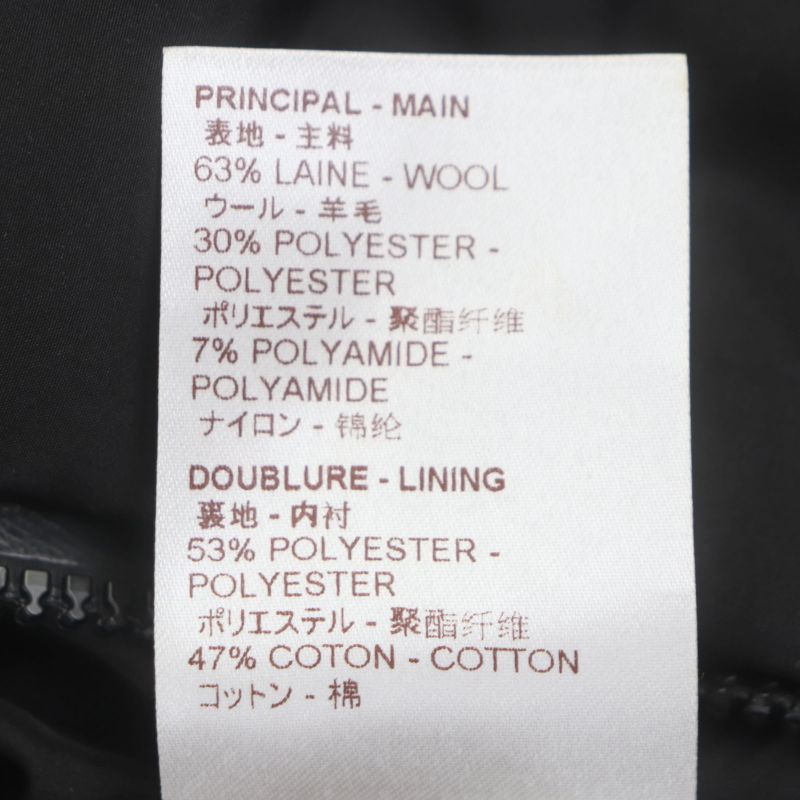 PRINCIPAL - MAIN
表地 - 主料
63% LAINE - WOOL
ウール - 羊毛
30% POLYESTER -
POLYESTER
ポリエステル - 聚酯纤维
7% POLYAMIDE -
POLYAMIDE
ナイロン - 锦纶
DOUBLURE - LINING
裏地 - 内衬
53% POLYESTER -
POLYESTER
ポリエステル - 聚酯纤维
47% COTON - COTTON
コットン - 棉